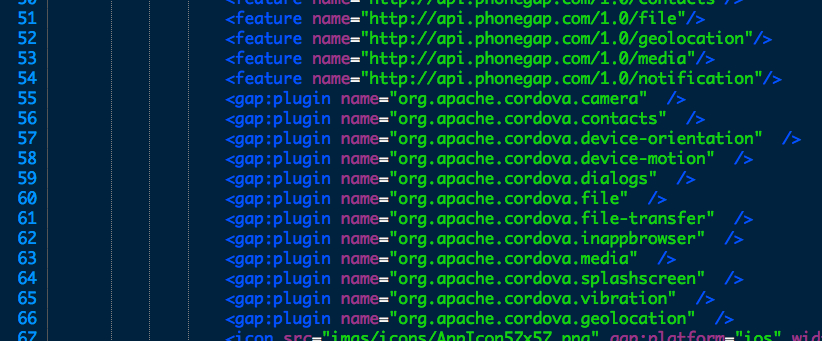 50 <feature name="http://api.phonegap.com/1.0/contacts"/>
51 <feature name="http://api.phonegap.com/1.0/file"/>
52 <feature name="http://api.phonegap.com/1.0/geolocation"/>
53 <feature name="http://api.phonegap.com/1.0/media"/>
54 <feature name="http://api.phonegap.com/1.0/notification"/>
55 <gap:plugin name="org.apache.cordova.camera" />
56 <gap:plugin name="org.apache.cordova.contacts" />
57 <gap:plugin name="org.apache.cordova.device-orientation" />
58 <gap:plugin name="org.apache.cordova.device-motion" />
59 <gap:plugin name="org.apache.cordova.dialogs" />
60 <gap:plugin name="org.apache.cordova.file" />
61 <gap:plugin name="org.apache.cordova.file-transfer" />
62 <gap:plugin name="org.apache.cordova.inappbrowser" />
63 <gap:plugin name="org.apache.cordova.media" />
64 <gap:plugin name="org.apache.cordova.splashscreen" />
65 <gap:plugin name="org.apache.cordova.vibration" />
66 <gap:plugin name="org.apache.cordova.geolocation" />
67 <icon src="imgs/icons/AppIcon57x57.png" gap:platform="ios" wid